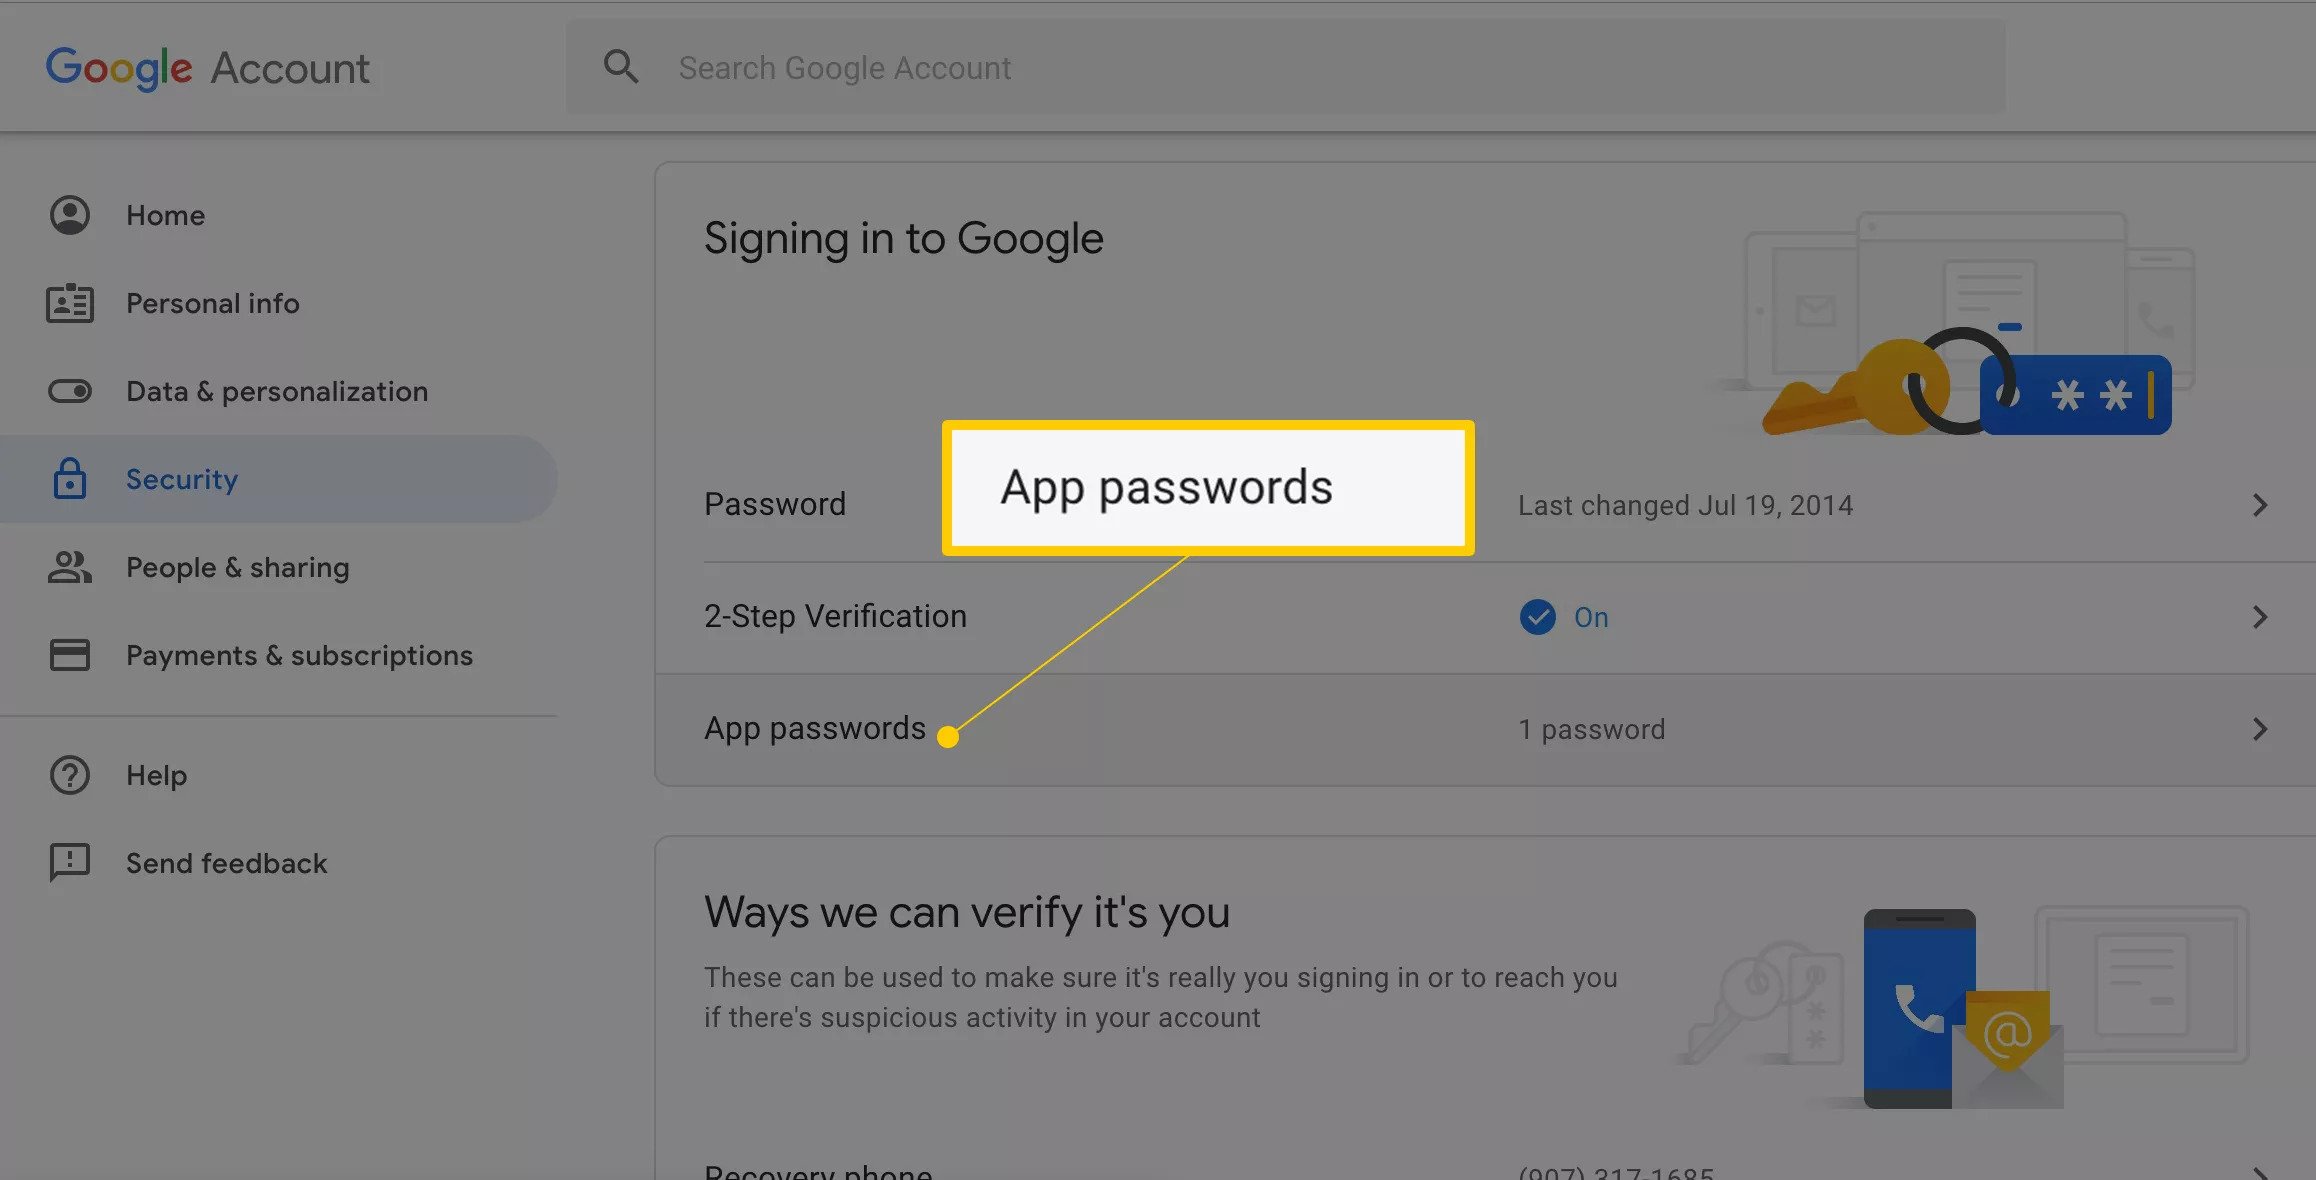 Google Account
Search Google Account
Home
Personal info
Data & personalization
Security
People & sharing
Payments & subscriptions
Help
Send feedback
Signing in to Google
App passwords
Password
Last changed Jul 19, 2014
2-Step Verification
On
App passwords
1 password
Ways we can verify it's you
These can be used to make sure it's really you signing in or to reach you
if there's suspicious activity in your account
Recovery phone
(907) 317-1685